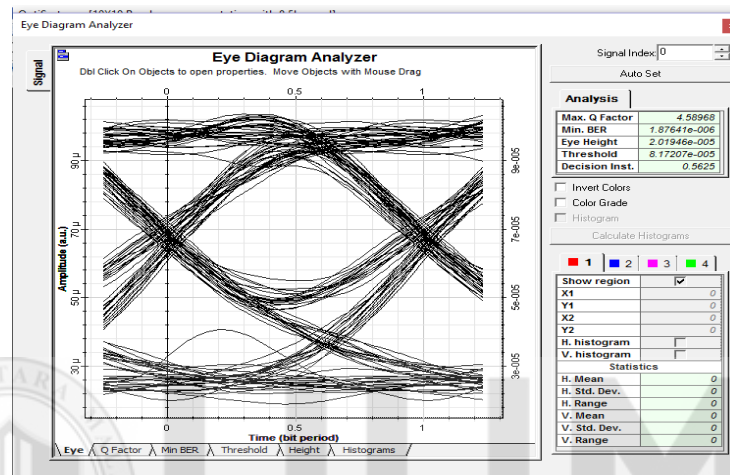 Eye Diagram Analyzer
Signal
Eye Diagram Analyzer
Dbl Click On Objects to open properties. Move Objects with Mouse Drag
0 0.5 1
Amplitude (a.u.)
90 µ
70 µ
50 µ
30 µ
9e-005
7e-005
5e-005
3e-005
0 0.5 1
Time (bit period)
Eye Q Factor Min BER Threshold Height Histograms
Signal Index: 0
Auto Set
Analysis
Max. Q Factor 4.58968
Min. BER 1.87641e-006
Eye Height 2.01946e-005
Threshold 8.17207e-005
Decision Inst. 0.5625
Invert Colors
Color Grade
Histogram
Calculate Histograms
1 2 3 4
Show region
X1 0
Y1 0
X2 0
Y2 0
H. histogram
V. histogram
Statistics
H. Mean 0
H. Std. Dev. 0
H. Range 0
V. Mean 0
V. Std. Dev. 0
V. Range 0